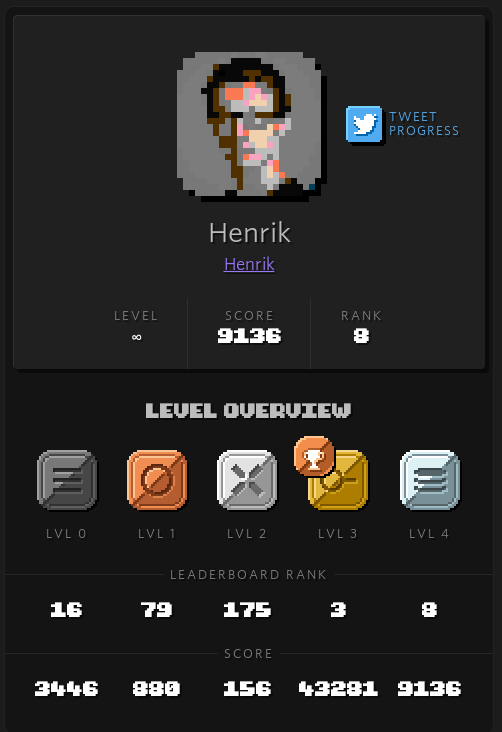 TWEET
PROGRESS
Henrik
Henrik
LEVEL SCORE RANK
∞ 9136 8
LEVEL OVERVIEW
LVL 0 LVL 1 LVL 2 LVL 3 LVL 4
LEADERBOARD RANK
16 79 175 3 8
SCORE
3446 880 156 43281 9136